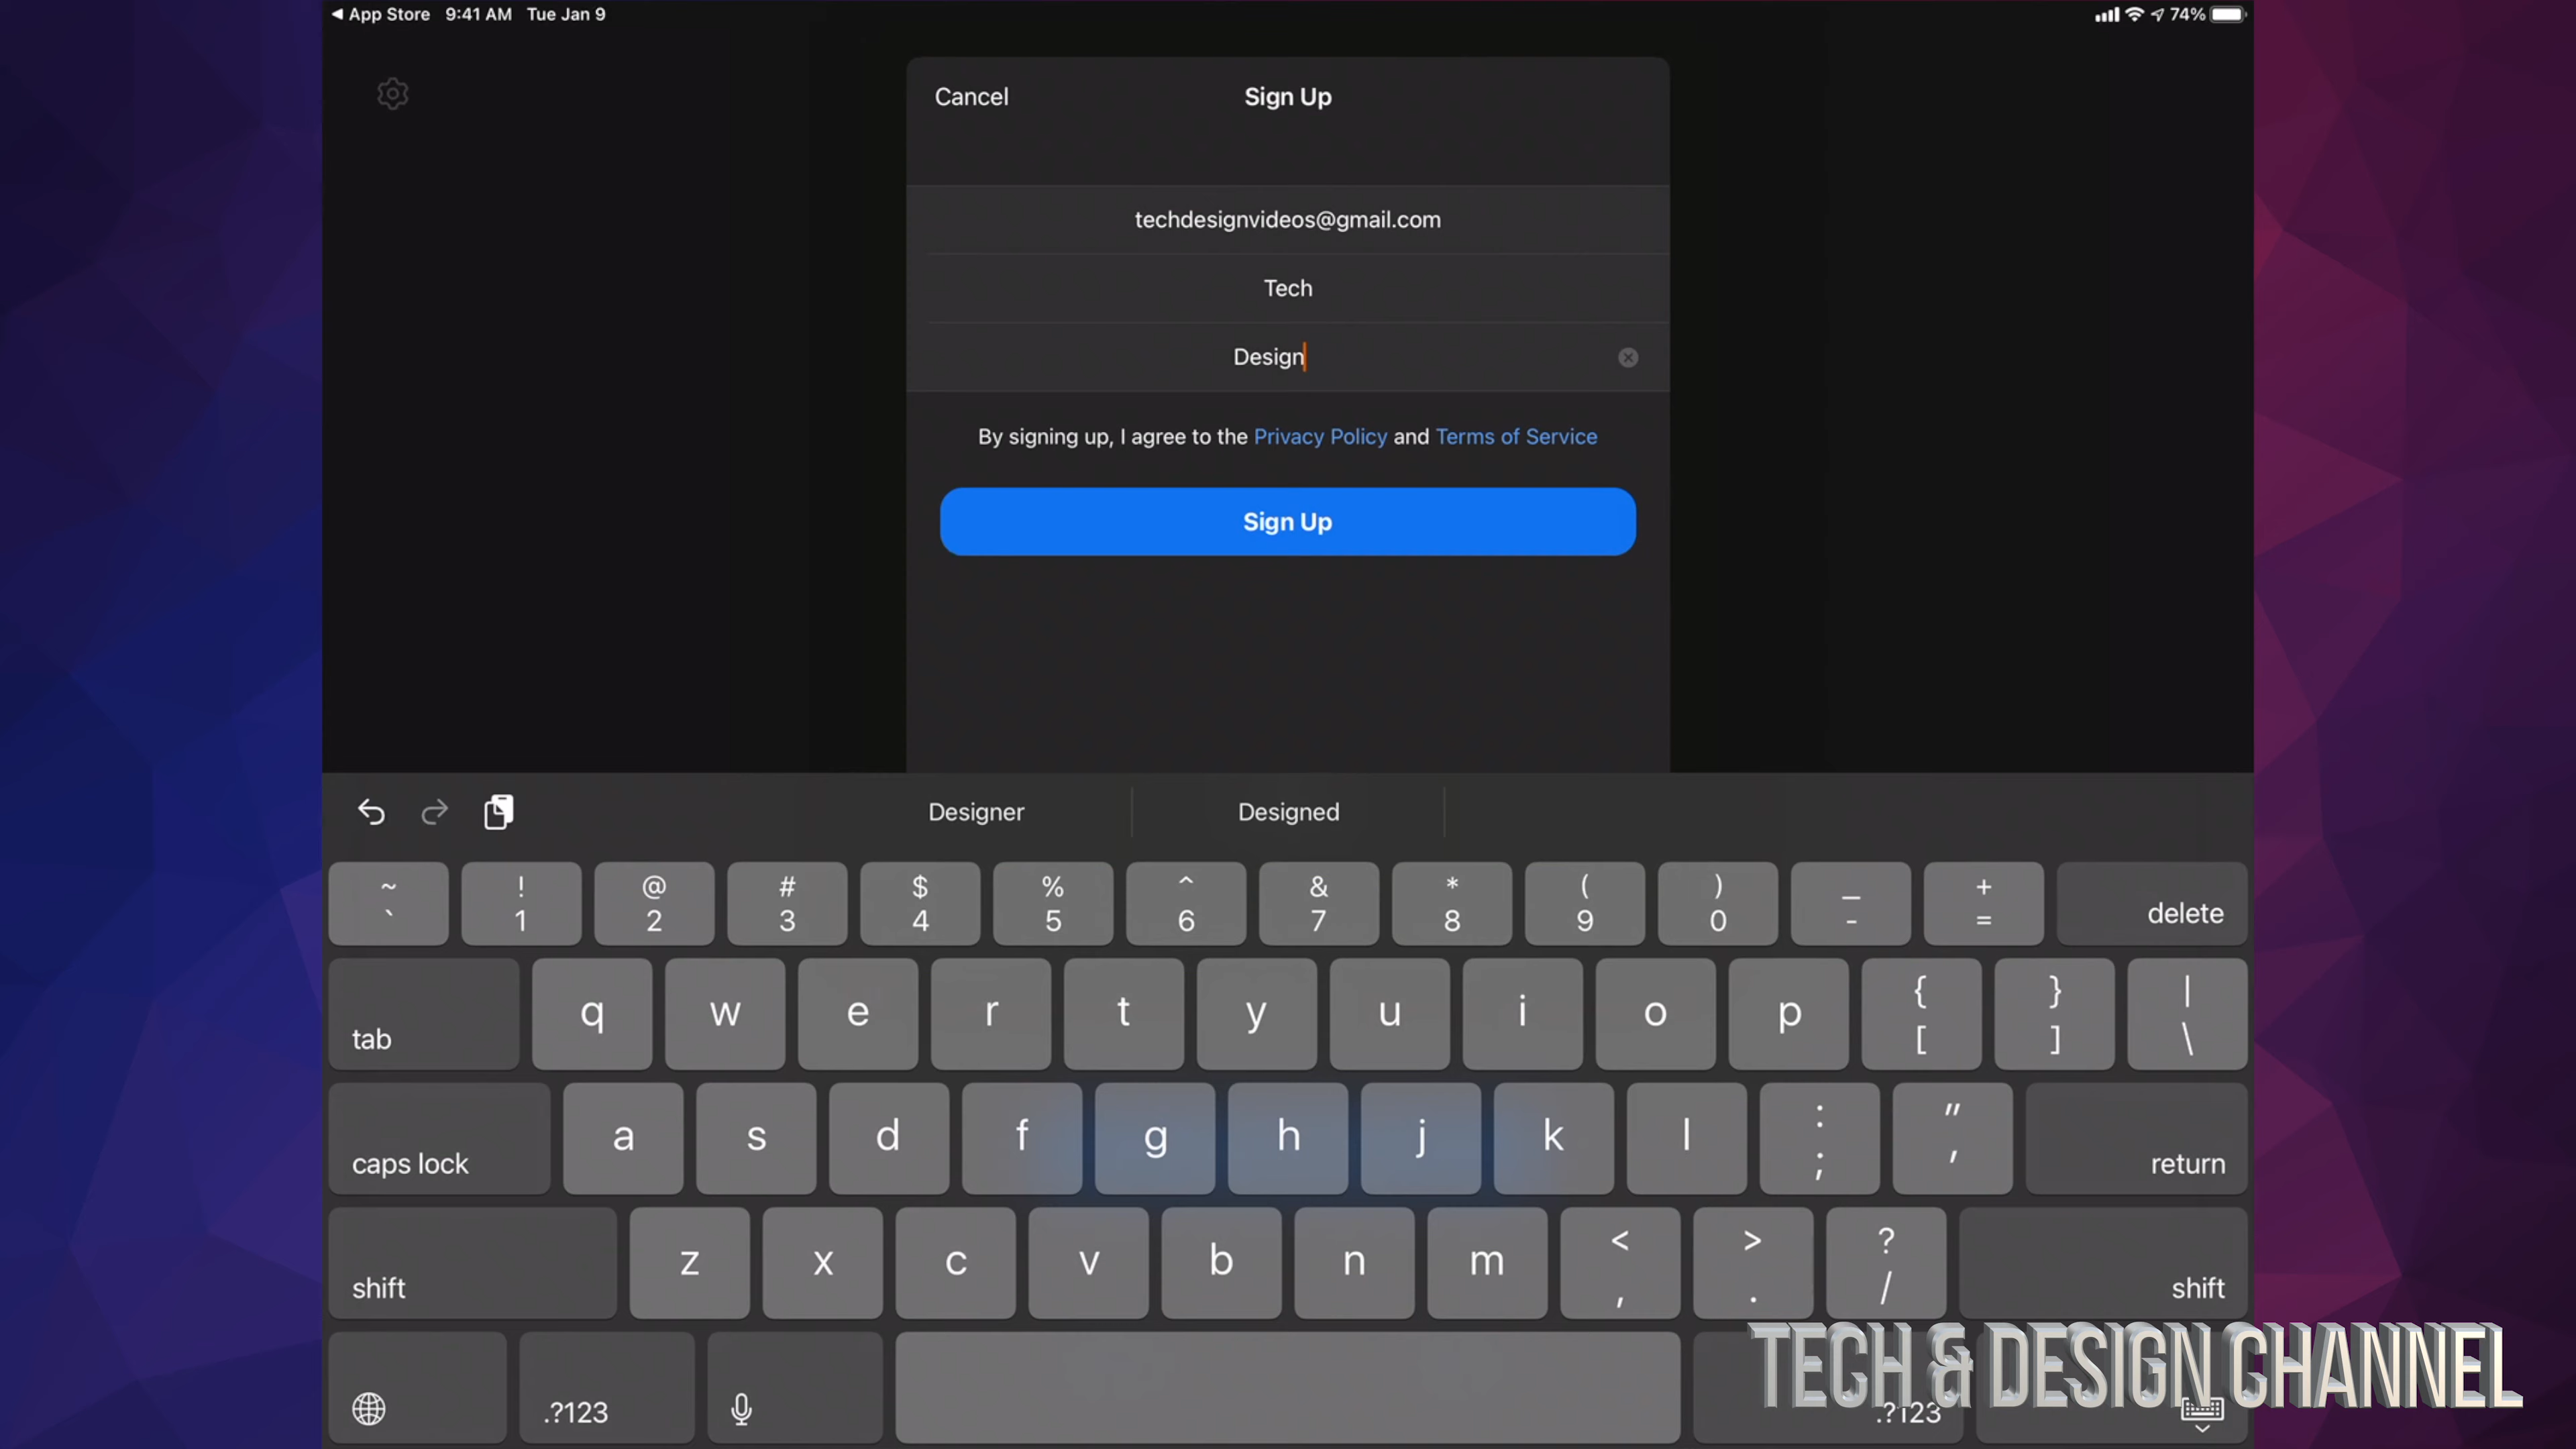 App Store 9:41 AM Tue Jan 9 74%
Cancel Sign Up
techdesignvideos@gmail.com
Tech
Design
By signing up, I agree to the Privacy Policy and Terms of Service
Sign Up
Designer Designed
~ ! @ # $ % ^ & * ( ) _ +
` 1 2 3 4 5 6 7 8 9 0 - = delete
{ } |
tab q w e r t y u i o p [ ] \
: "
caps lock a s d f g h j k l ; ' return
< > ?
shift z x c v b n m , . / shift
TECH & DESIGN CHANNEL
.?123 .?123